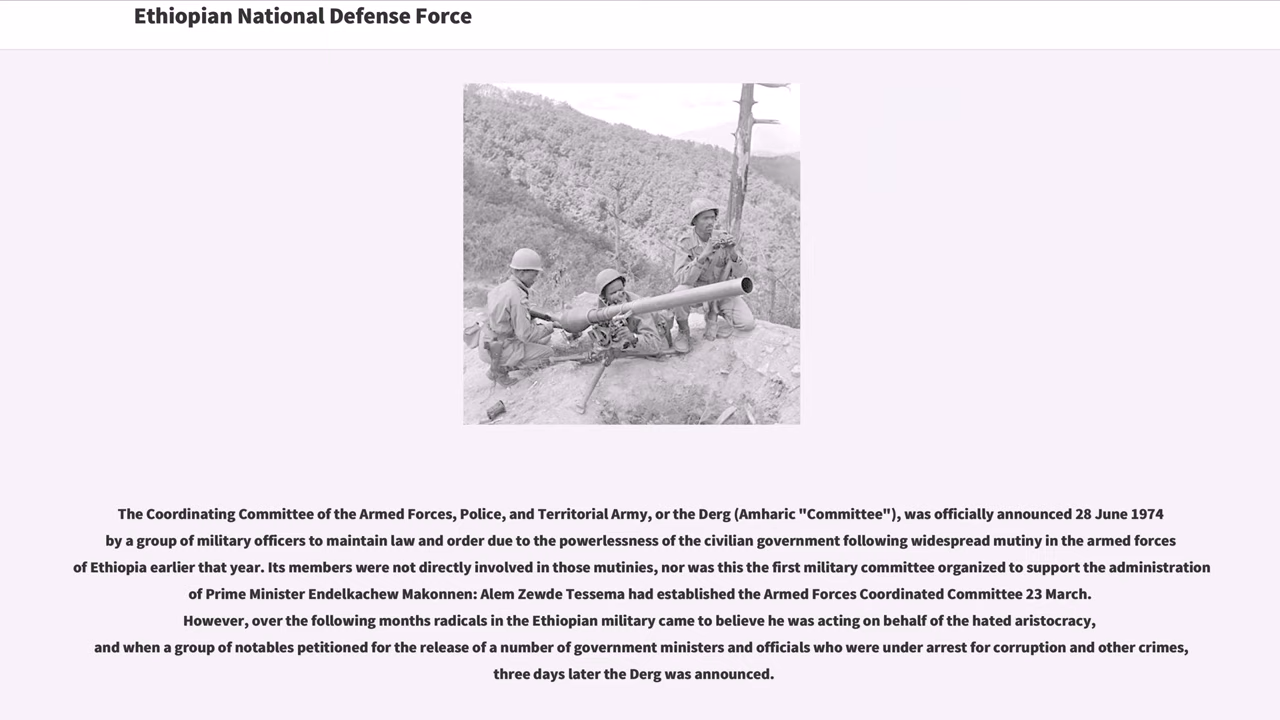 Ethiopian National Defense Force
The Coordinating Committee of the Armed Forces, Police, and Territorial Army, or the Derg (Amharic "Committee"), was officially announced 28 June 1974
by a group of military officers to maintain law and order due to the powerlessness of the civilian government following widespread mutiny in the armed forces
of Ethiopia earlier that year. Its members were not directly involved in those mutinies, nor was this the first military committee organized to support the administration
of Prime Minister Endelkachew Makonnen: Alem Zewde Tessema had established the Armed Forces Coordinated Committee 23 March.
However, over the following months radicals in the Ethiopian military came to believe he was acting on behalf of the hated aristocracy,
and when a group of notables petitioned for the release of a number of government ministers and officials who were under arrest for corruption and other crimes,
three days later the Derg was announced.